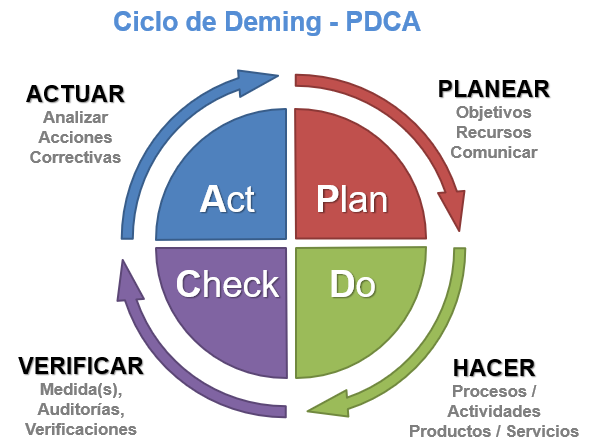 Ciclo de Deming - PDCA
ACTUAR
Analizar
Acciones
Correctivas
PLANEAR
Objetivos
Recursos
Comunicar
Act
Plan
Check
Do
VERIFICAR
Medida(s),
Auditorías,
Verificaciones
HACER
Procesos /
Actividades
Productos / Servicios